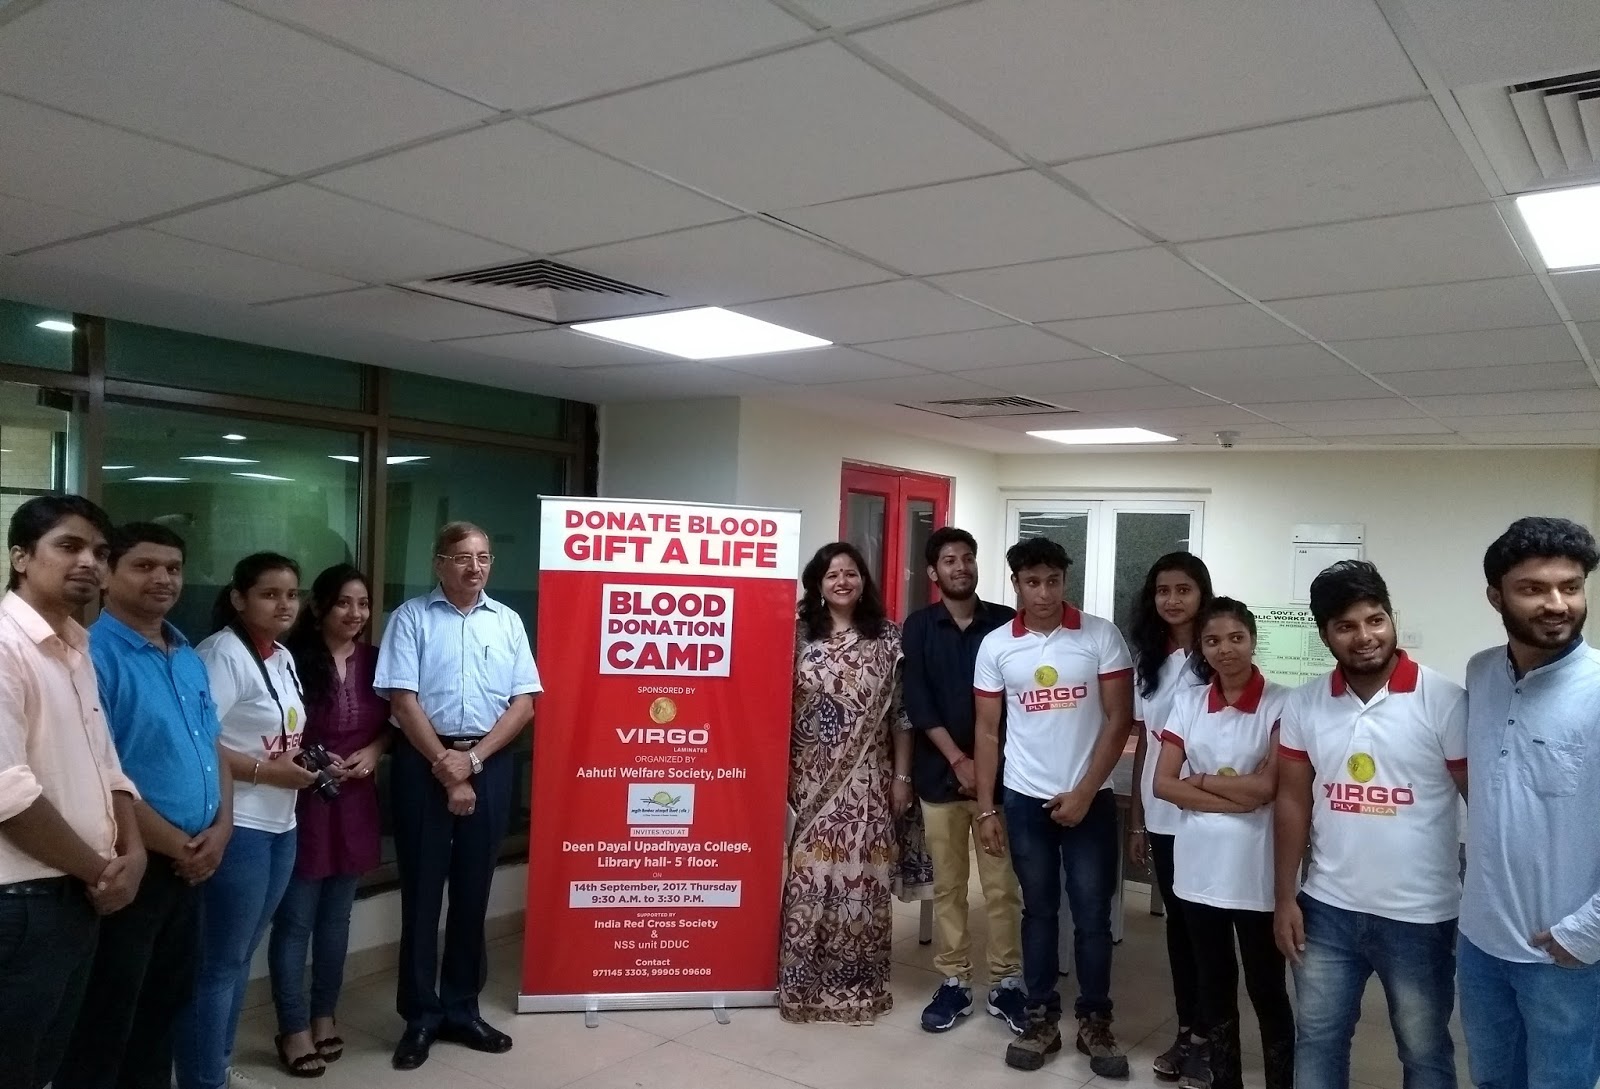 DONATE BLOOD
GIFT A LIFE
BLOOD
DONATION
CAMP
SPONSORED BY
VIRGO®
LAMINATES
ORGANIZED BY
Aahuti Welfare Society, Delhi
INVITES YOU AT
Deen Dayal Upadhyaya College,
Library hall- 5 floor.
ON
14th September, 2017. Thursday
9:30 A.M. to 3:30 P.M.
SUPPORTED BY
India Red Cross Society
&
NSS unit DDUC
Contact
971145 3303, 99905 09608
VIRGO
VIRGO
PLY MICA
VIRGO
PLY MICA
GOVT. OF